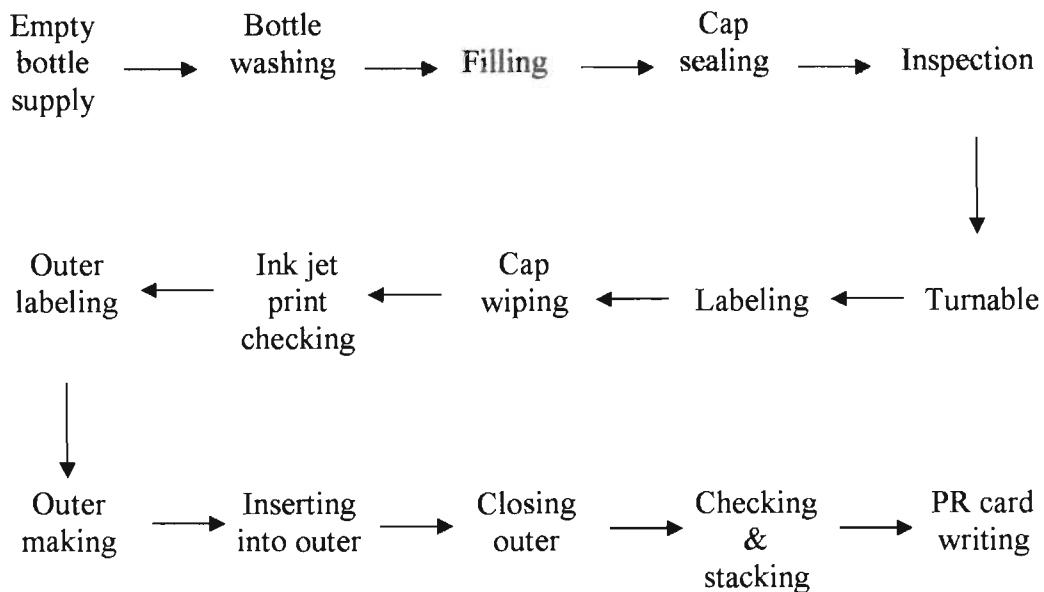 Empty
bottle
supply
Bottle
washing
Filling
Cap
sealing
Inspection
Turnable
Labeling
Cap
wiping
Ink jet
print
checking
Outer
labeling
Outer
making
Inserting
into outer
Closing
outer
Checking
&
stacking
PR card
writing